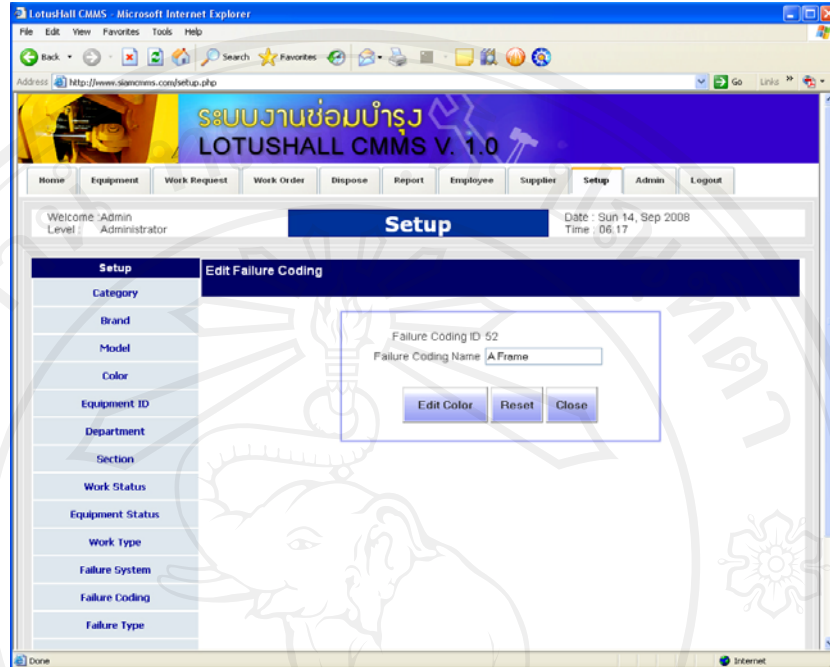 LotusHall CMMS - Microsoft Internet Explorer
File Edit View Favorites Tools Help
Back Search Favorites
Address http://www.siamcmms.com/setup.php Go Links »
ระบบงานซ่อมบำรุง
LOTUSHALL CMMS V. 1.0
Home Equipment Work Request Work Order Dispose Report Employee Supplier Setup Admin Logout
Welcome :Admin
Level : Administrator
Setup
Date : Sun 14, Sep 2008
Time : 06.17
Setup
Category
Brand
Model
Color
Equipment ID
Department
Section
Work Status
Equipment Status
Work Type
Failure System
Failure Coding
Failure Type
Edit Failure Coding
Failure Coding ID 52
Failure Coding Name A Frame
Edit Color Reset Close
Done Internet